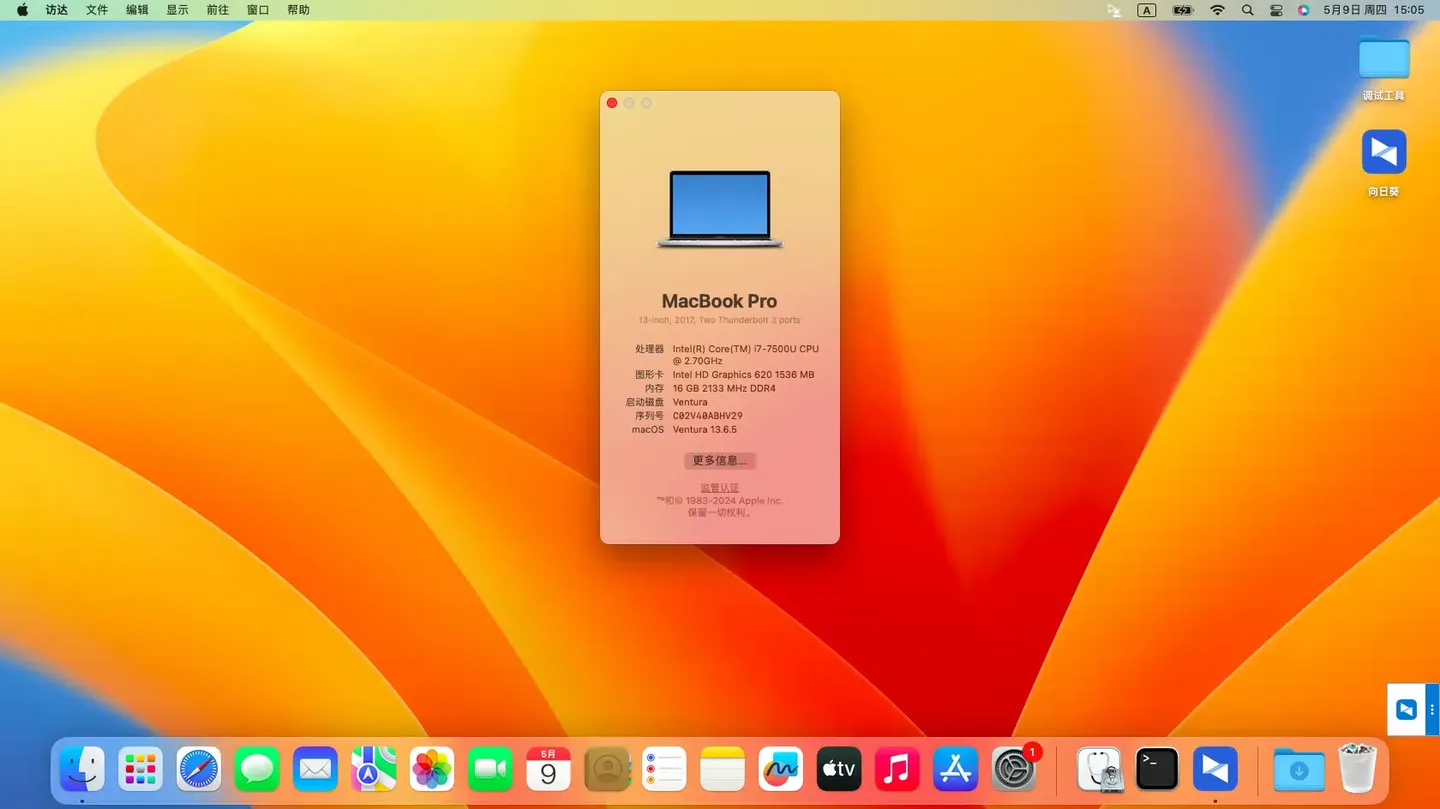 访达 文件 编辑 显示 前往 窗口 帮助 A 5月9日 周四 15:05
调试工具
向日葵
MacBook Pro
13-inch, 2017, Two Thunderbolt 3 ports
处理器 Intel(R) Core(TM) i7-7500U CPU
@ 2.70GHz
图形卡 Intel HD Graphics 620 1536 MB
内存 16 GB 2133 MHz DDR4
启动磁盘 Ventura
序列号 C02V40ABHV29
macOS Ventura 13.6.5
更多信息...
监管认证
™和© 1983-2024 Apple Inc.
保留一切权利。
5月
9
tv
1
>_